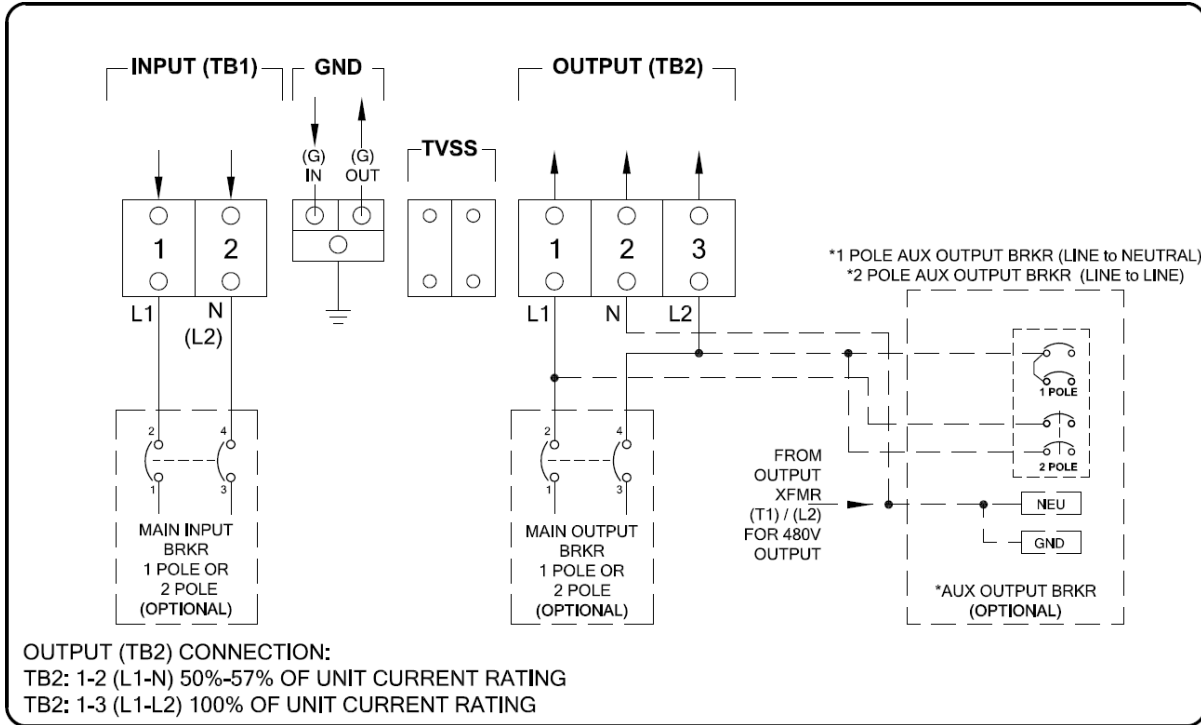 INPUT (TB1)
GND
OUTPUT (TB2)
TVSS
(G)
IN
(G)
OUT
1
2
1
2
3
L1
N
(L2)
L1
N
L2
*1 POLE AUX OUTPUT BRKR (LINE to NEUTRAL)
*2 POLE AUX OUTPUT BRKR (LINE to LINE)
1 POLE
2 POLE
2
4
1
3
MAIN INPUT
BRKR
1 POLE OR
2 POLE
(OPTIONAL)
2
4
1
3
MAIN OUTPUT
BRKR
1 POLE OR
2 POLE
(OPTIONAL)
FROM
OUTPUT
XFMR
(T1) / (L2)
FOR 480V
OUTPUT
NEU
GND
*AUX OUTPUT BRKR
(OPTIONAL)
OUTPUT (TB2) CONNECTION:
TB2: 1-2 (L1-N) 50%-57% OF UNIT CURRENT RATING
TB2: 1-3 (L1-L2) 100% OF UNIT CURRENT RATING